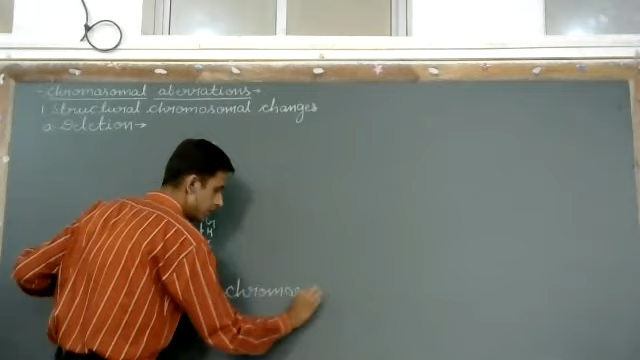 - Chromosomal aberrations →
1. Structural chromosomal changes
a. Deletion →
chromos